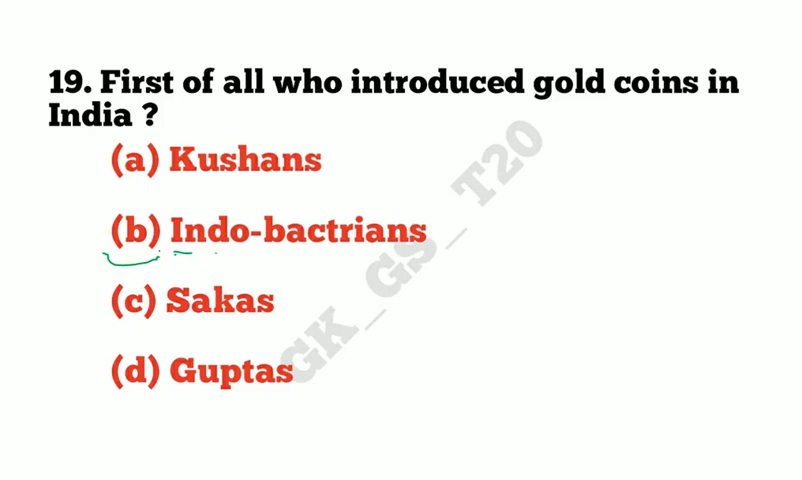 19. First of all who introduced gold coins in
India ?
(a) Kushans
(b) Indo-bactrians
(c) Sakas
(d) Guptas
GK_GS_T20